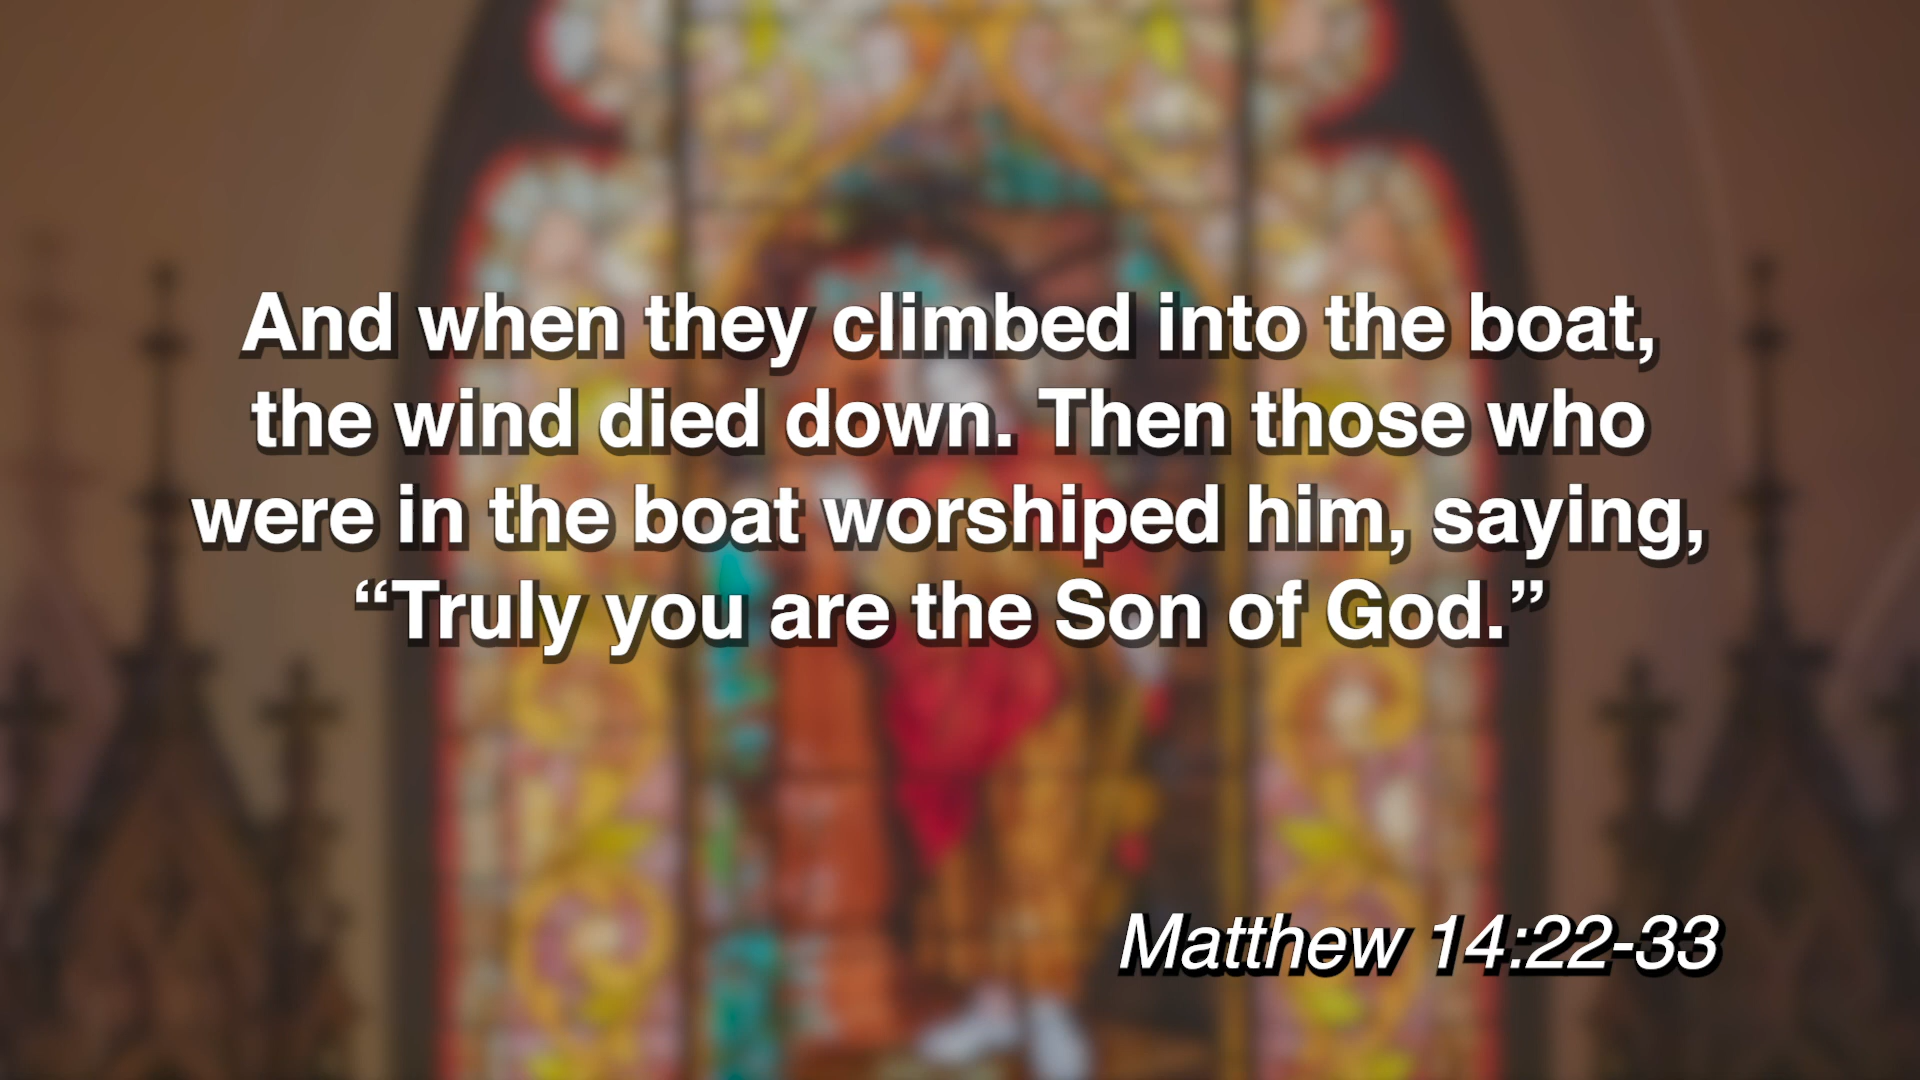 And when they climbed into the boat,
the wind died down. Then those who
were in the boat worshiped him, saying,
“Truly you are the Son of God.”
Matthew 14:22-33